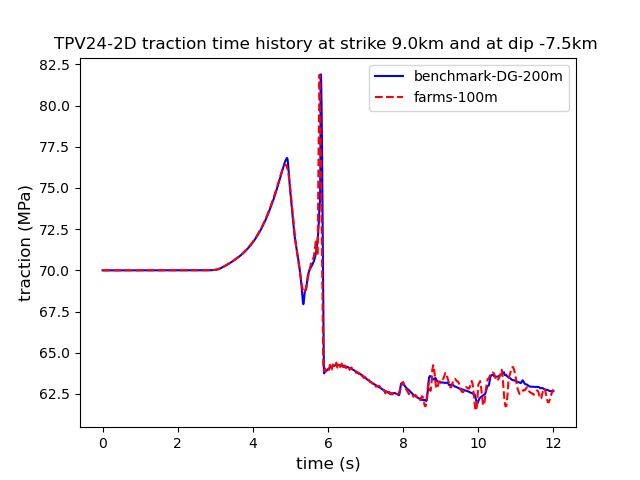 TPV24-2D traction time history at strike 9.0km and at dip -7.5km
benchmark-DG-200m
farms-100m
traction (MPa)
82.5
80.0
77.5
75.0
72.5
70.0
67.5
65.0
62.5
0 2 4 6 8 10 12
time (s)